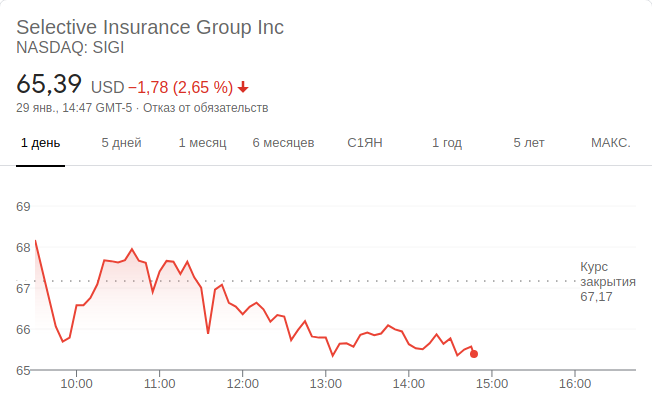 Selective Insurance Group Inc
NASDAQ: SIGI
65,39 USD −1,78 (2,65 %)
29 янв., 14:47 GMT-5 · Отказ от обязательств
1 день 5 дней 1 месяц 6 месяцев С1ЯН 1 год 5 лет МАКС.
69
68
67
66
65
Курс
закрытия
67,17
10:00 11:00 12:00 13:00 14:00 15:00 16:00